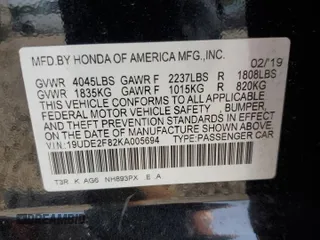 MFD.BY HONDA OF AMERICA MFG.,INC.
02/'19
GVWR 4045LBS GAWR F 2237LBS R 1808LBS
GVWR 1835KG GAWR F 1015KG R 820KG
THIS VEHICLE CONFORMS TO ALL APPLICABLE
FEDERAL MOTOR VEHICLE SAFETY, BUMPER,
AND THEFT PREVENTION STANDARDS IN EFFECT
ON THE DATE OF MANUFACTURE SHOWN ABOVE.
V.I.N:19UDE2F82KA005694 TYPE:PASSENGER CAR
T3R K AG6 NH893PX E .A